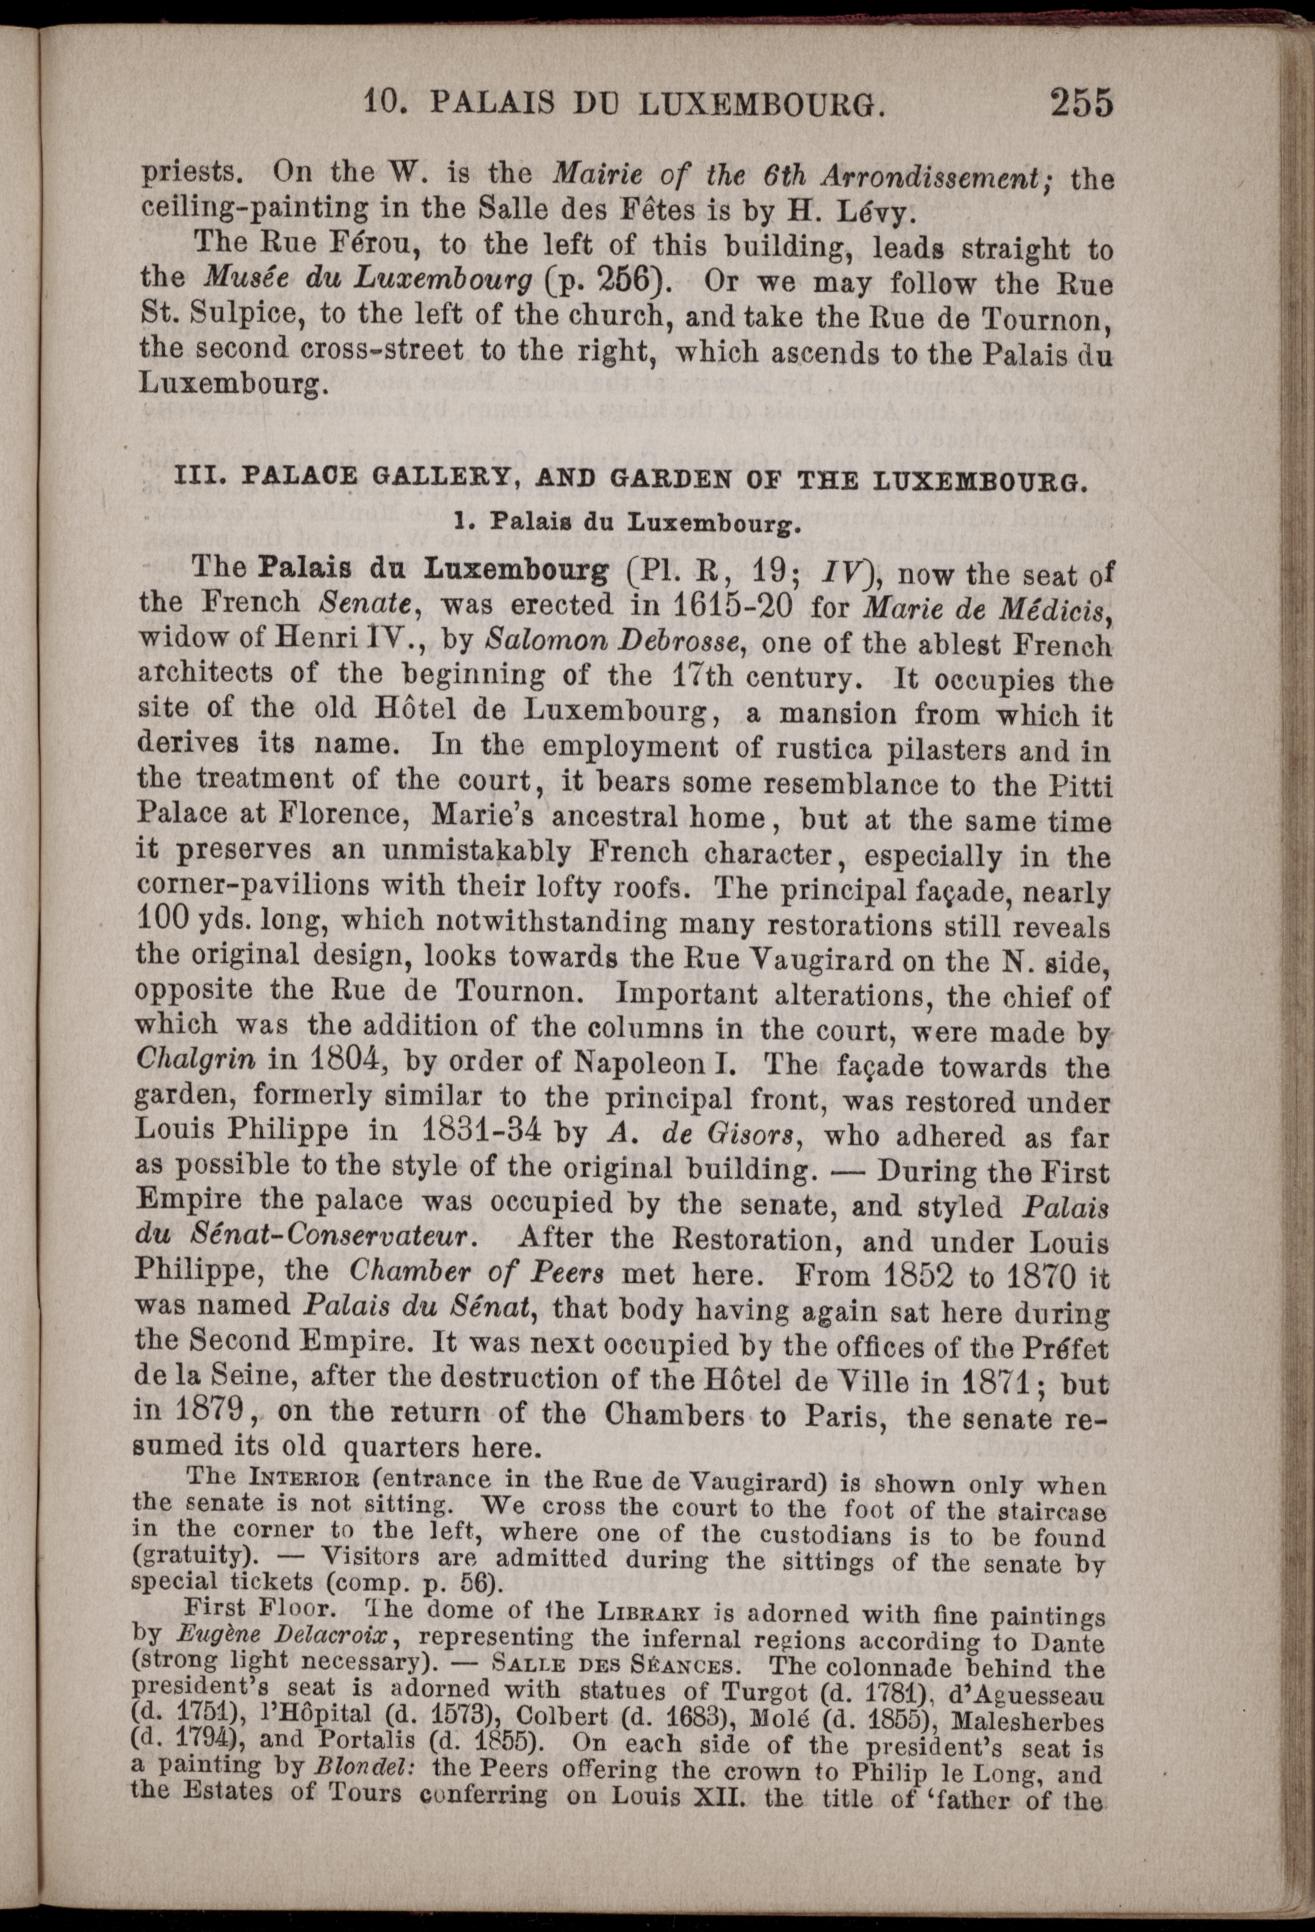 10. PALAIS DU LUXEMBOURG. 255
priests. On the W. is the Mairie of the 6th Arrondissement; the
ceiling-painting in the Salle des Fêtes is by H. Lévy.
The Rue Férou, to the left of this building, leads straight to
the Musée du Luxembourg (p. 256). Or we may follow the Rue
St. Sulpice, to the left of the church, and take the Rue de Tournon,
the second cross-street to the right, which ascends to the Palais du
Luxembourg.
III. PALACE GALLERY, AND GARDEN OF THE LUXEMBOURG.
1. Palais du Luxembourg.
The Palais du Luxembourg (Pl. R, 19; IV), now the seat of
the French Senate, was erected in 1615-20 for Marie de Médicis,
widow of Henri IV., by Salomon Debrosse, one of the ablest French
architects of the beginning of the 17th century. It occupies the
site of the old Hôtel de Luxembourg, a mansion from which it
derives its name. In the employment of rustica pilasters and in
the treatment of the court, it bears some resemblance to the Pitti
Palace at Florence, Marie's ancestral home, but at the same time
it preserves an unmistakably French character, especially in the
corner-pavilions with their lofty roofs. The principal façade, nearly
100 yds. long, which notwithstanding many restorations still reveals
the original design, looks towards the Rue Vaugirard on the N. side,
opposite the Rue de Tournon. Important alterations, the chief of
which was the addition of the columns in the court, were made by
Chalgrin in 1804, by order of Napoleon I. The façade towards the
garden, formerly similar to the principal front, was restored under
Louis Philippe in 1831-34 by A. de Gisors, who adhered as far
as possible to the style of the original building. — During the First
Empire the palace was occupied by the senate, and styled Palais
du Sénat-Conservateur. After the Restoration, and under Louis
Philippe, the Chamber of Peers met here. From 1852 to 1870 it
was named Palais du Sénat, that body having again sat here during
the Second Empire. It was next occupied by the offices of the Préfet
de la Seine, after the destruction of the Hôtel de Ville in 1871; but
in 1879, on the return of the Chambers to Paris, the senate re-
sumed its old quarters here.
The INTERIOR (entrance in the Rue de Vaugirard) is shown only when
the senate is not sitting. We cross the court to the foot of the staircase
in the corner to the left, where one of the custodians is to be found
(gratuity). — Visitors are admitted during the sittings of the senate by
special tickets (comp. p. 56).
First Floor. The dome of the LIBRARY is adorned with fine paintings
by Eugène Delacroix, representing the infernal regions according to Dante
(strong light necessary). — SALLE DES SÉANCES. The colonnade behind the
president's seat is adorned with statues of Turgot (d. 1781), d'Aguesseau
(d. 1751), l'Hôpital (d. 1573), Colbert (d. 1683), Molé (d. 1855), Malesherbes
(d. 1794), and Portalis (d. 1855). On each side of the president's seat is
a painting by Blondel: the Peers offering the crown to Philip le Long, and
the Estates of Tours conferring on Louis XII. the title of 'father of the